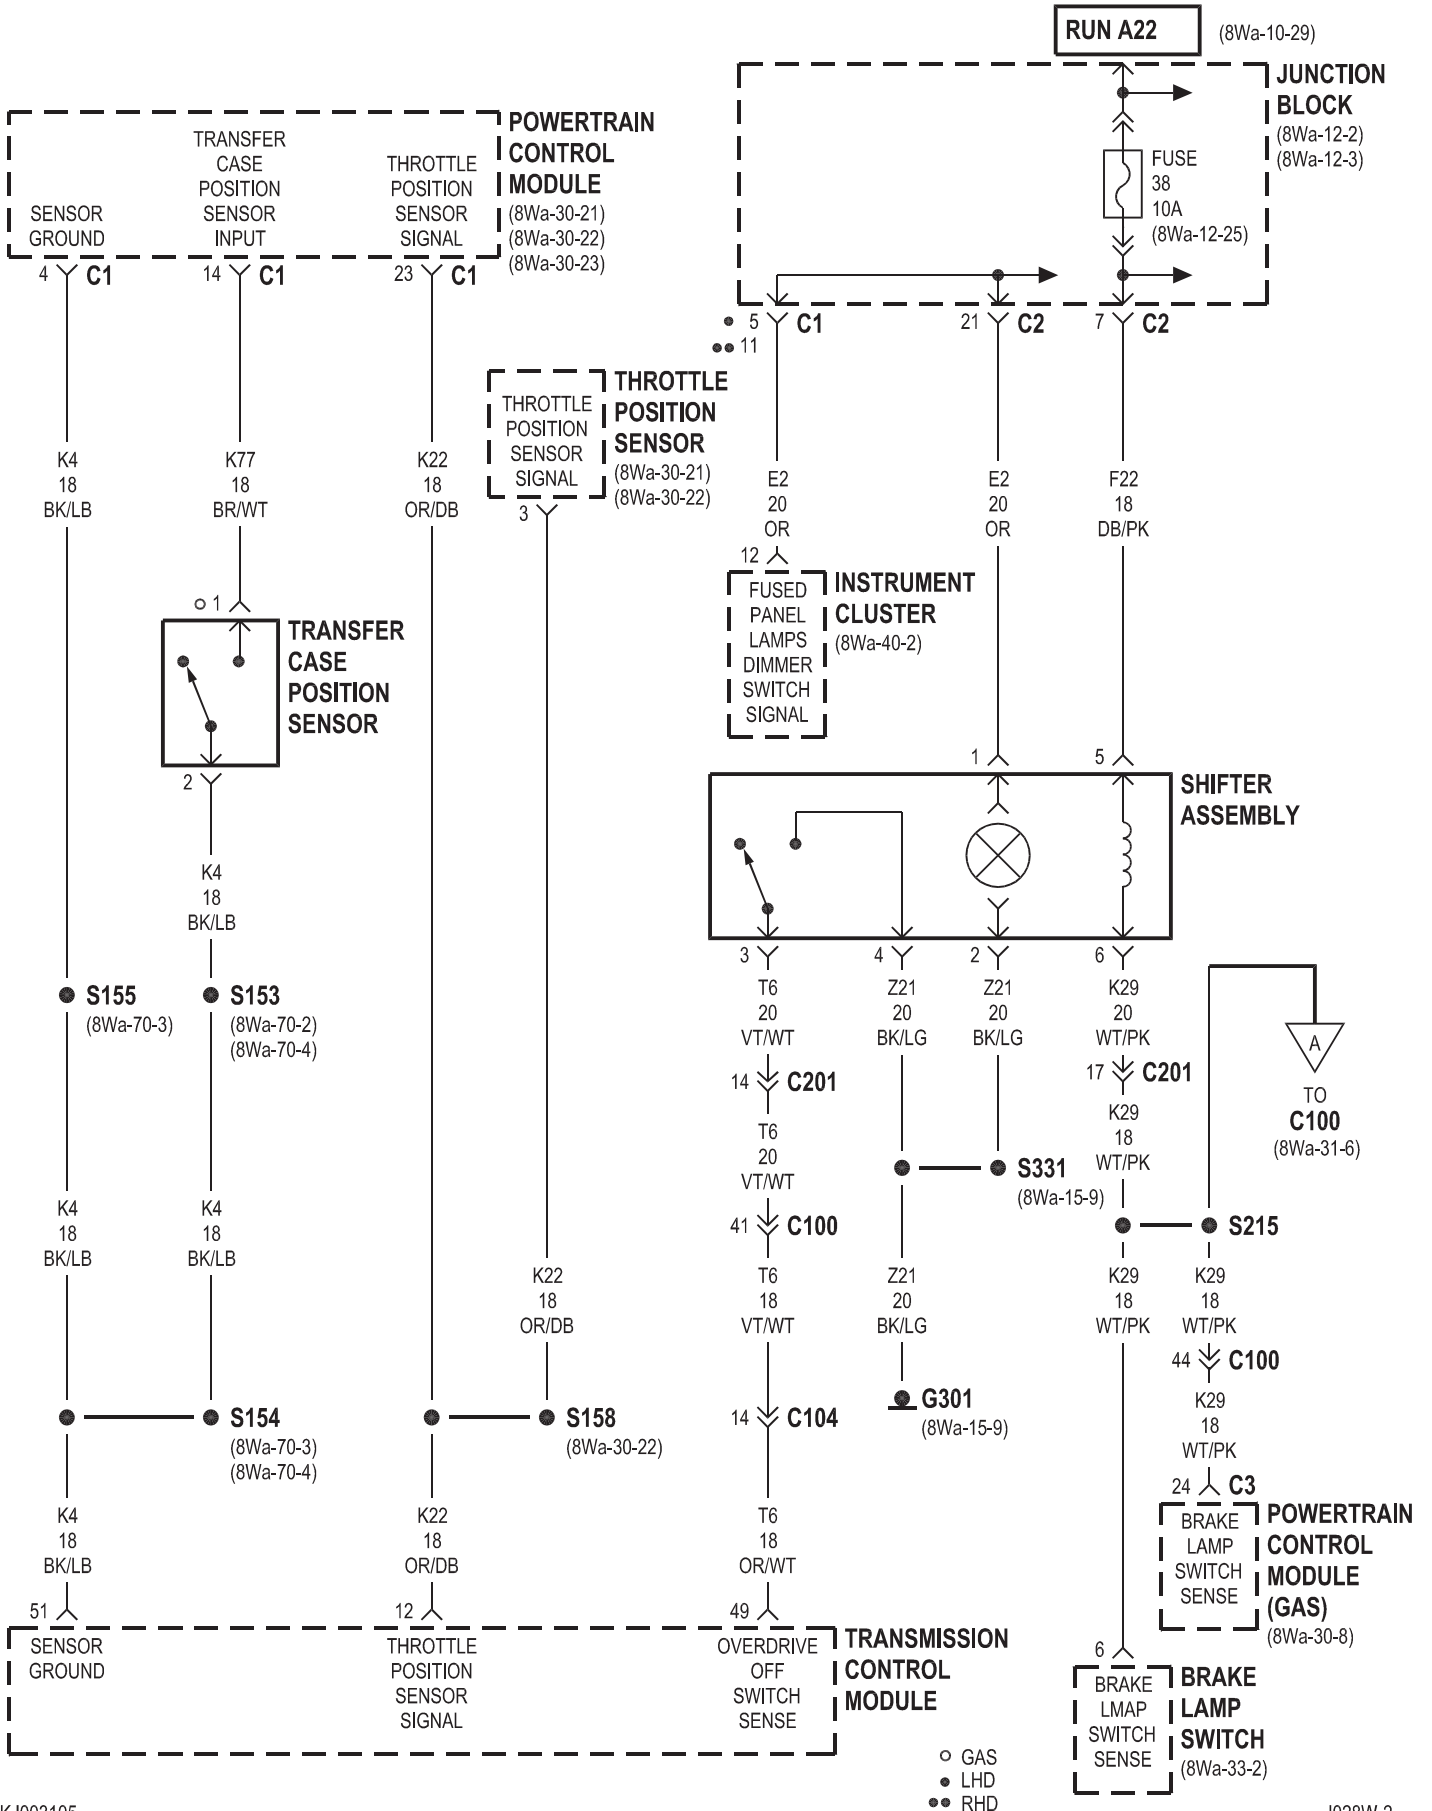 RUN A22
(8Wa-10-29)
JUNCTION
BLOCK
(8Wa-12-2)
(8Wa-12-3)
FUSE
38
10A
(8Wa-12-25)
POWERTRAIN
CONTROL
MODULE
(8Wa-30-21)
(8Wa-30-22)
(8Wa-30-23)
SENSOR
GROUND
TRANSFER
CASE
POSITION
SENSOR
INPUT
THROTTLE
POSITION
SENSOR
SIGNAL
4 C1
14 C1
23 C1
5 C1
11
21 C2
7 C2
THROTTLE
POSITION
SENSOR
SIGNAL
THROTTLE
POSITION
SENSOR
(8Wa-30-21)
(8Wa-30-22)
3
K4
18
BK/LB
K77
18
BR/WT
K22
18
OR/DB
E2
20
OR
E2
20
OR
F22
18
DB/PK
12
FUSED
PANEL
LAMPS
DIMMER
SWITCH
SIGNAL
INSTRUMENT
CLUSTER
(8Wa-40-2)
1
TRANSFER
CASE
POSITION
SENSOR
2
1
5
SHIFTER
ASSEMBLY
K4
18
BK/LB
3
4
2
6
T6
20
VT/WT
Z21
20
BK/LG
Z21
20
BK/LG
K29
20
WT/PK
S155
(8Wa-70-3)
S153
(8Wa-70-2)
(8Wa-70-4)
14 C201
17 C201
A
TO
C100
(8Wa-31-6)
T6
20
VT/WT
K29
18
WT/PK
S331
(8Wa-15-9)
K4
18
BK/LB
K4
18
BK/LB
41 C100
S215
K22
18
OR/DB
T6
18
VT/WT
Z21
20
BK/LG
K29
18
WT/PK
K29
18
WT/PK
44 C100
G301
(8Wa-15-9)
K29
18
WT/PK
S154
(8Wa-70-3)
(8Wa-70-4)
S158
(8Wa-30-22)
14 C104
24 C3
K4
18
BK/LB
K22
18
OR/DB
T6
18
OR/WT
BRAKE
LAMP
SWITCH
SENSE
POWERTRAIN
CONTROL
MODULE
(GAS)
(8Wa-30-8)
51
12
49
SENSOR
GROUND
THROTTLE
POSITION
SENSOR
SIGNAL
OVERDRIVE
OFF
SWITCH
SENSE
TRANSMISSION
CONTROL
MODULE
6
BRAKE
LMAP
SWITCH
SENSE
BRAKE
LAMP
SWITCH
(8Wa-33-2)
GAS
LHD
RHD